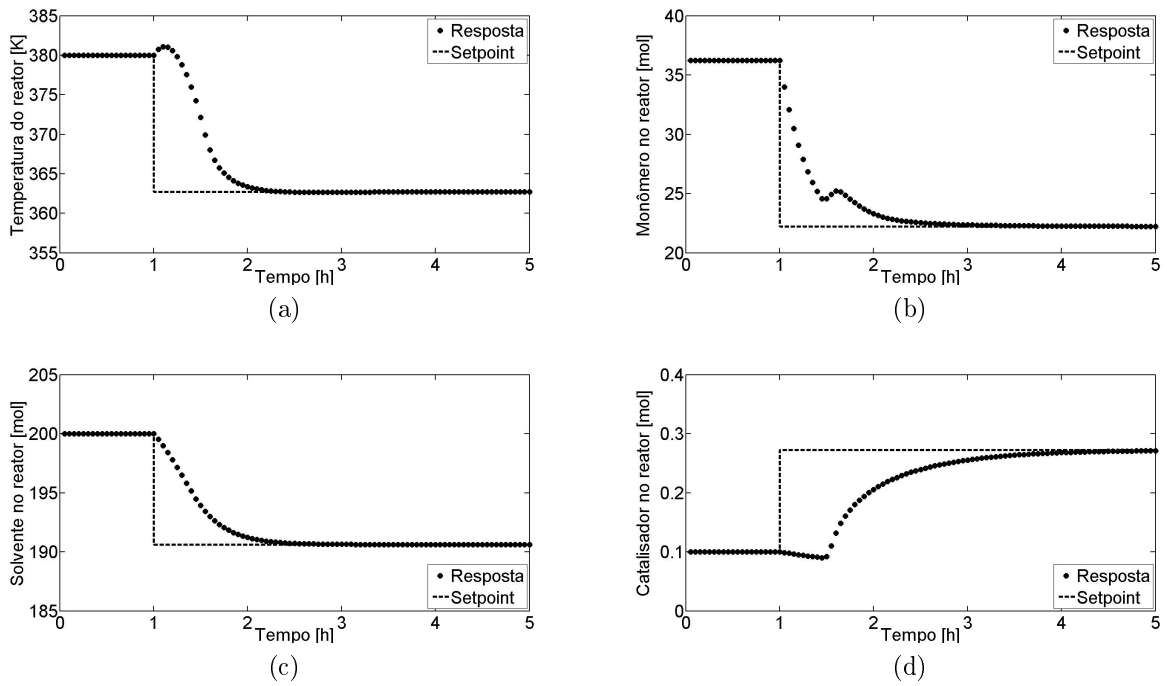 385
380
375
370
365
360
355
Temperatura do reator [K]
Resposta
Setpoint
0 1 2 3 4 5
Tempo [h]
(a)
40
35
30
25
20
Monômero no reator [mol]
Resposta
Setpoint
0 1 2 3 4 5
Tempo [h]
(b)
205
200
195
190
185
Solvente no reator [mol]
Resposta
Setpoint
0 1 2 3 4 5
Tempo [h]
(c)
0.4
0.3
0.2
0.1
0
Catalisador no reator [mol]
Resposta
Setpoint
0 1 2 3 4 5
Tempo [h]
(d)